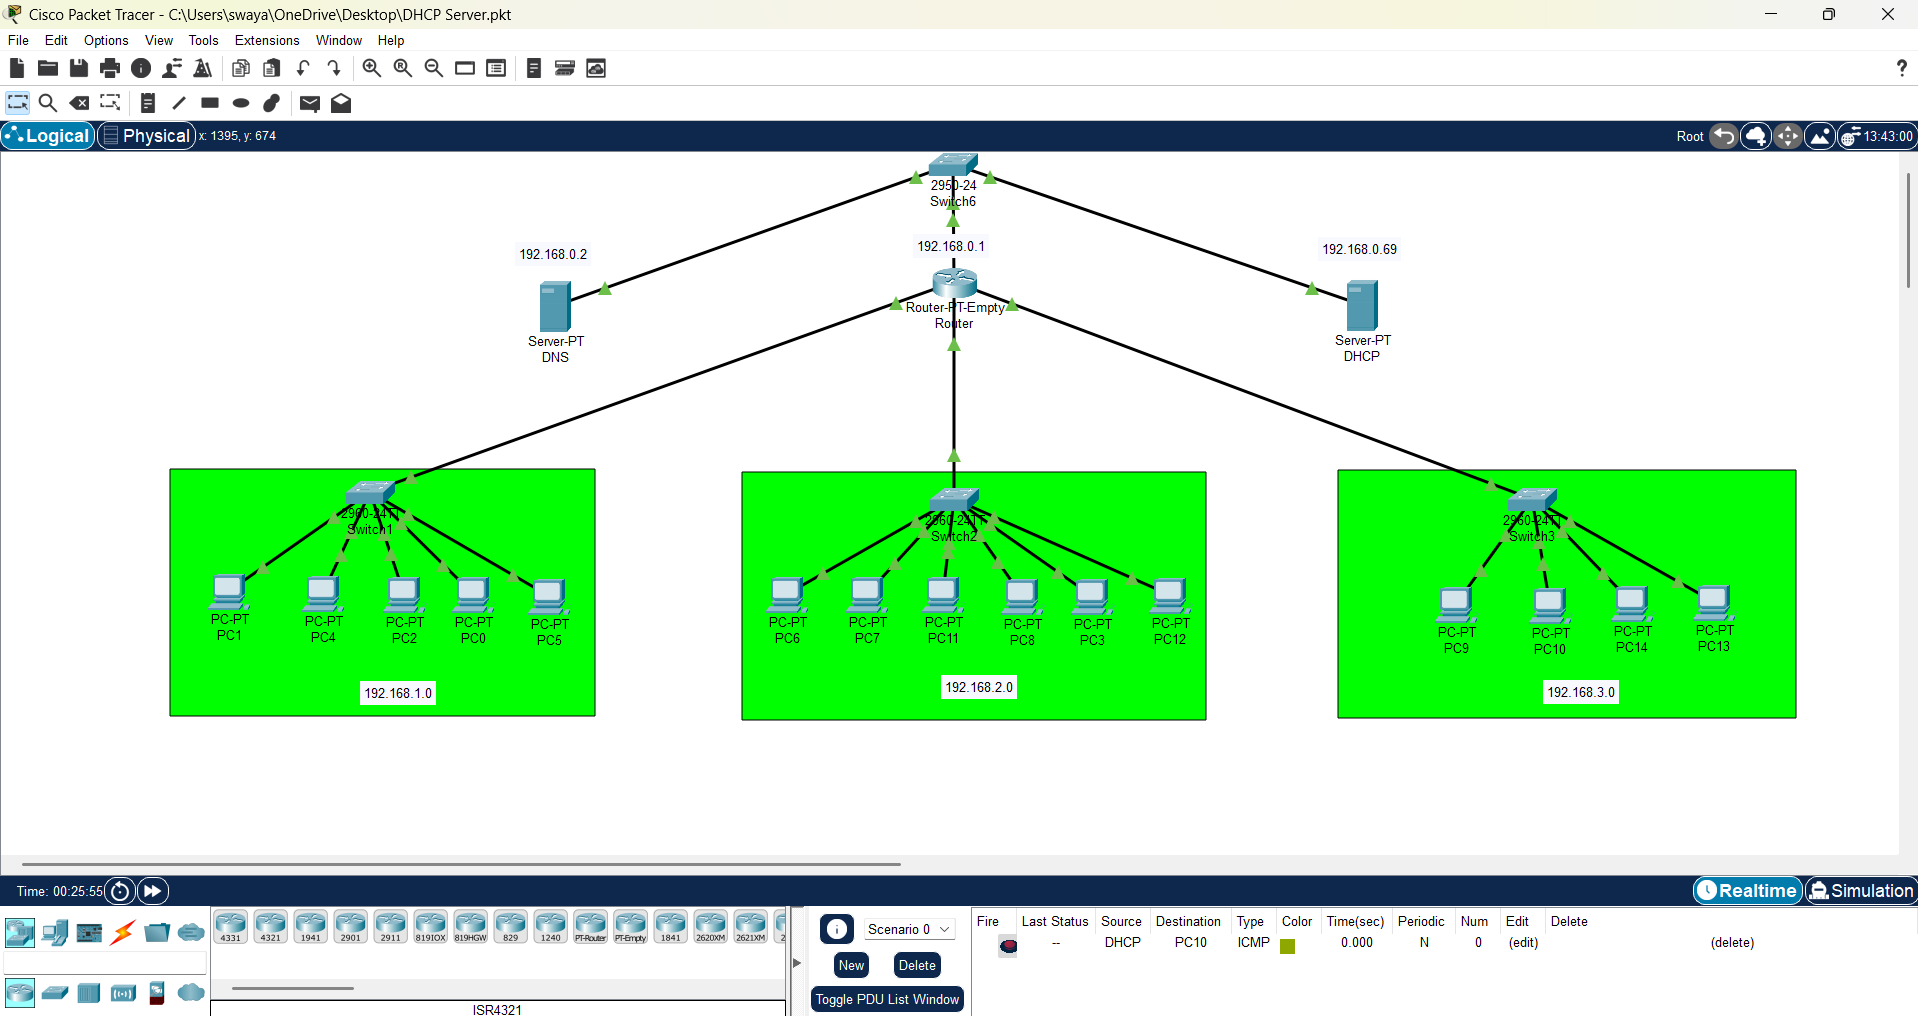 Cisco Packet Tracer - C:\Users\swaya\OneDrive\Desktop\DHCP Server.pkt
File Edit Options View Tools Extensions Window Help
?
Logical Physical x: 1395, y: 674 Root 13:43:00
2950-24
Switch6
192.168.0.2
192.168.0.1
192.168.0.69
Router-PT-Empty
Router
Server-PT
DNS
Server-PT
DHCP
2960-24TT
Switch1
2960-24TT
Switch2
2960-24TT
Switch3
PC-PT
PC1
PC-PT
PC4
PC-PT
PC2
PC-PT
PC0
PC-PT
PC5
PC-PT
PC6
PC-PT
PC7
PC-PT
PC11
PC-PT
PC8
PC-PT
PC3
PC-PT
PC12
PC-PT
PC9
PC-PT
PC10
PC-PT
PC14
PC-PT
PC13
192.168.1.0
192.168.2.0
192.168.3.0
Time: 00:25:55 Realtime Simulation
4331 4321 1941 2901 2911 819IOX 819HGW 829 1240 PT-Router PT-Empty 1841 2620XM 2621XM 2
ISR4321
Scenario 0
New Delete
Toggle PDU List Window
Fire Last Status Source Destination Type Color Time(sec) Periodic Num Edit Delete
-- DHCP PC10 ICMP 0.000 N 0 (edit) (delete)